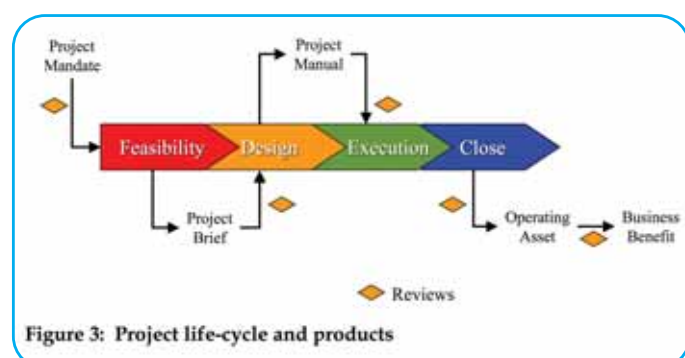 Project
Mandate
Project
Manual
Feasibility
Design
Execution
Close
Project
Brief
Operating
Asset
Business
Benefit
Reviews
Figure 3: Project life-cycle and products